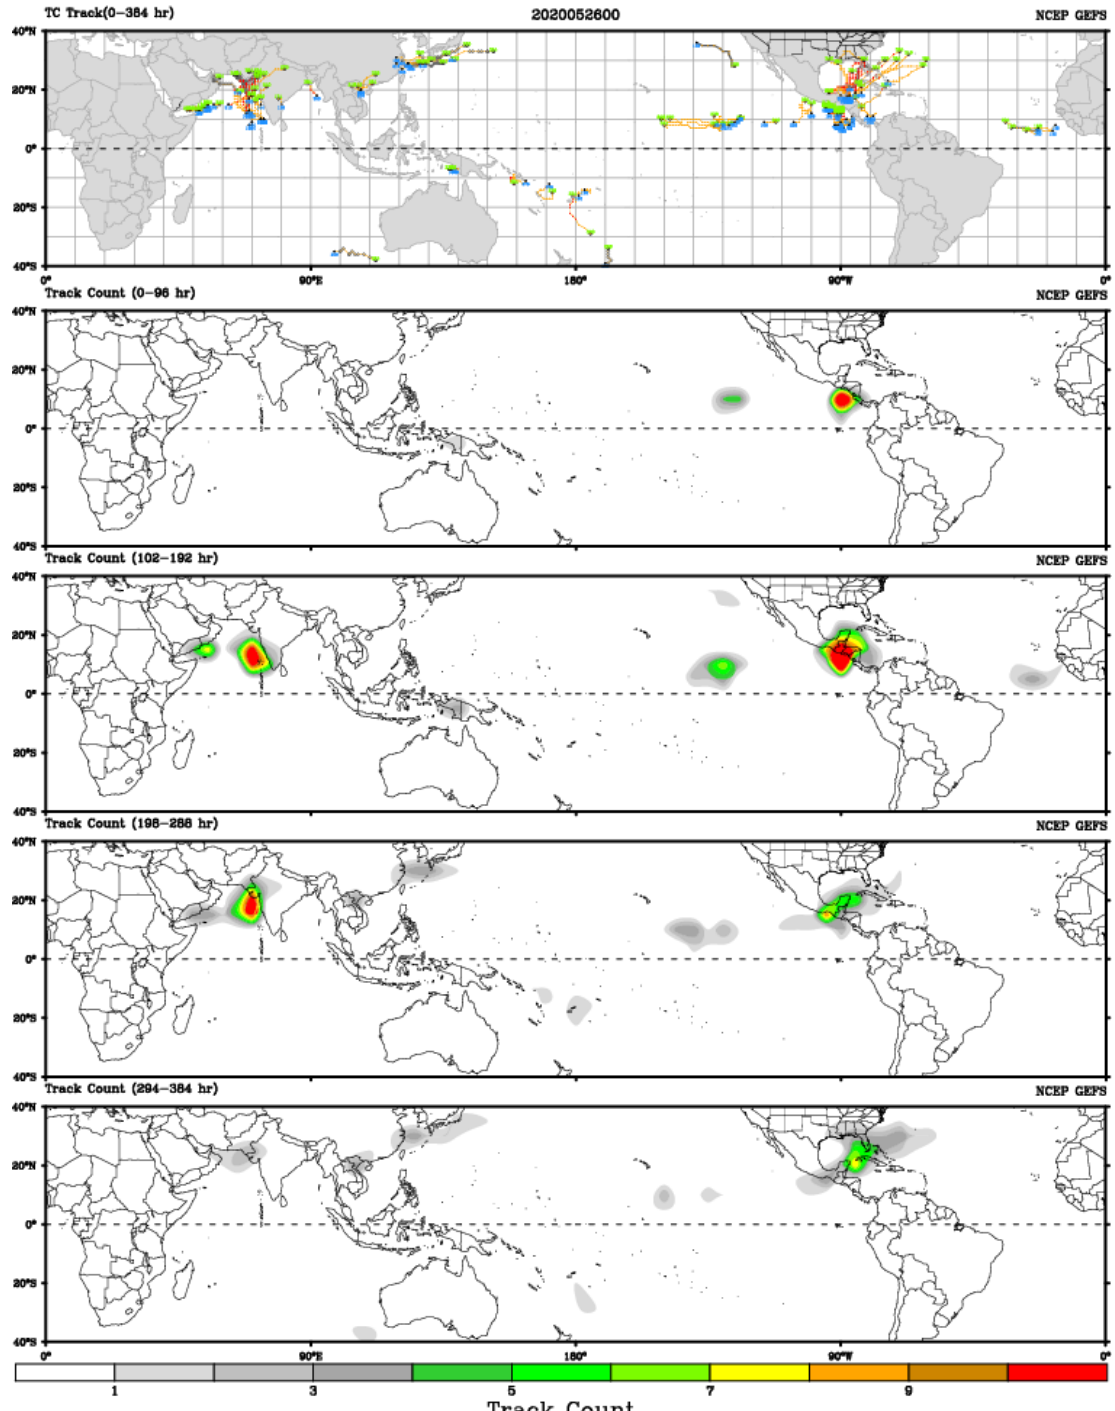 TC Track(0-384 hr) 2020052600 NCEP GEFS
40°N
20°N
0°
20°S
40°S
0° 90°E 180° 90°W 0°
Track Count (0-96 hr) NCEP GEFS
40°N
20°N
0°
20°S
40°S
Track Count (102-192 hr) NCEP GEFS
40°N
20°N
0°
20°S
40°S
Track Count (198-288 hr) NCEP GEFS
40°N
20°N
0°
20°S
40°S
Track Count (294-384 hr) NCEP GEFS
40°N
20°N
0°
20°S
40°S
0° 90°E 180° 90°W 0°
1 3 5 7 9
Track Count